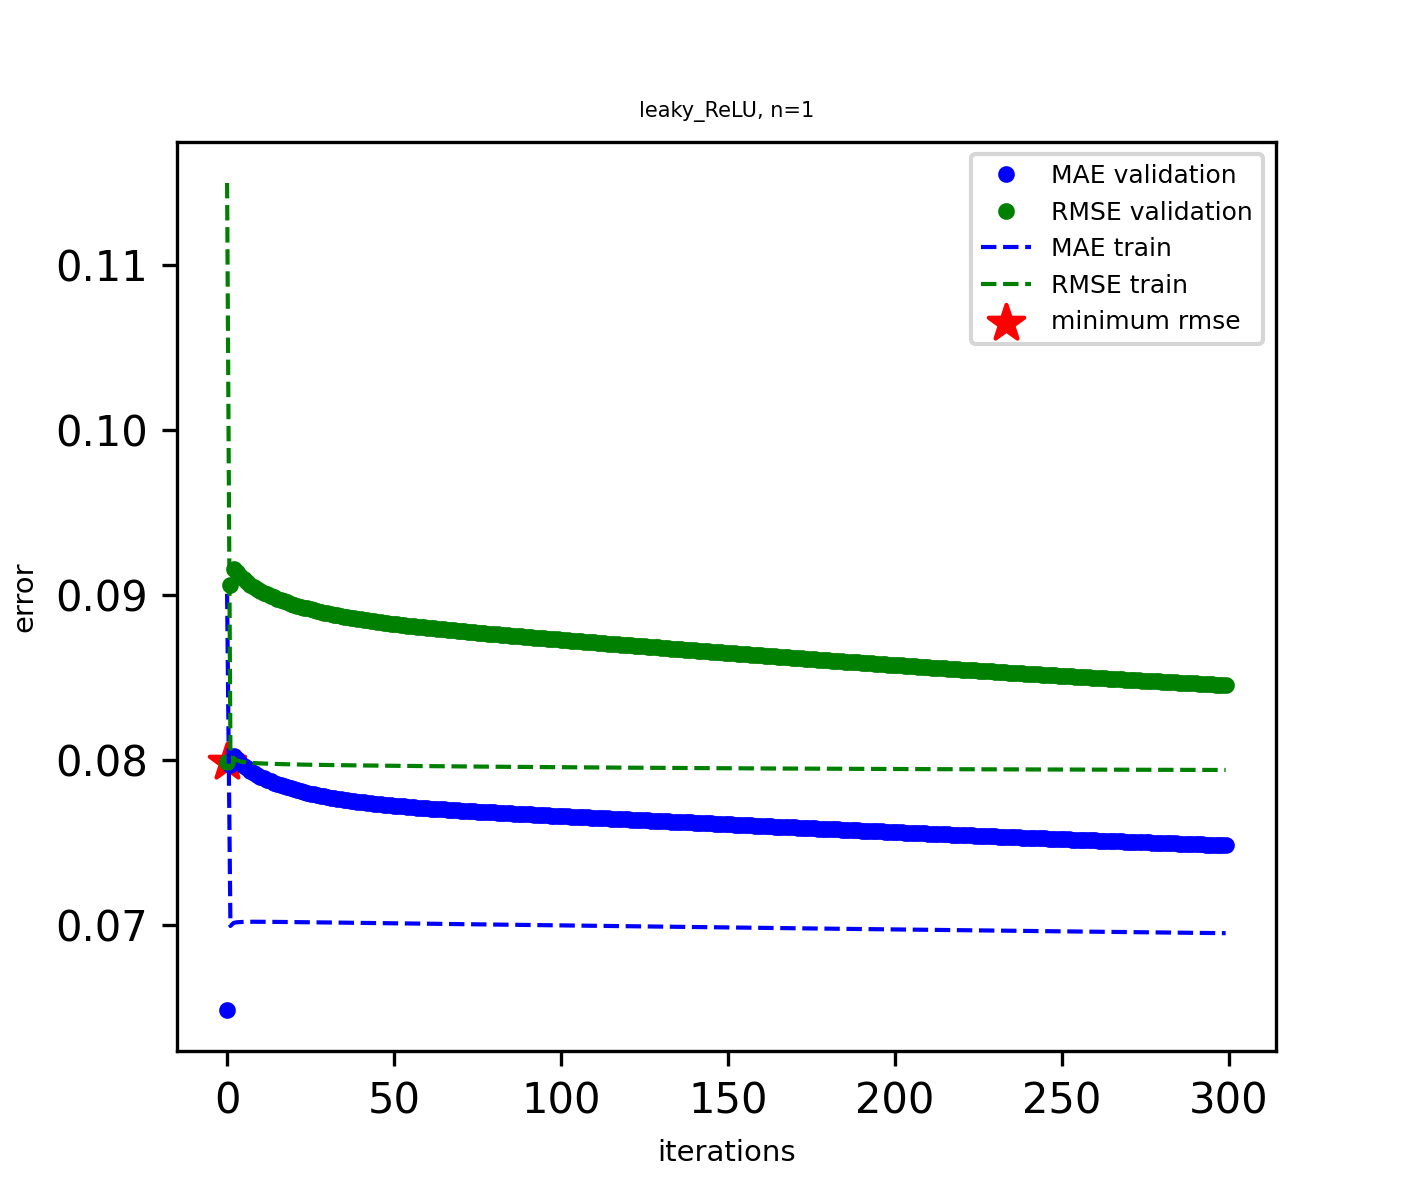 leaky_ReLU, n=1
MAE validation
RMSE validation
MAE train
RMSE train
minimum rmse
0.11
0.10
0.09
0.08
0.07
error
0 50 100 150 200 250 300
iterations